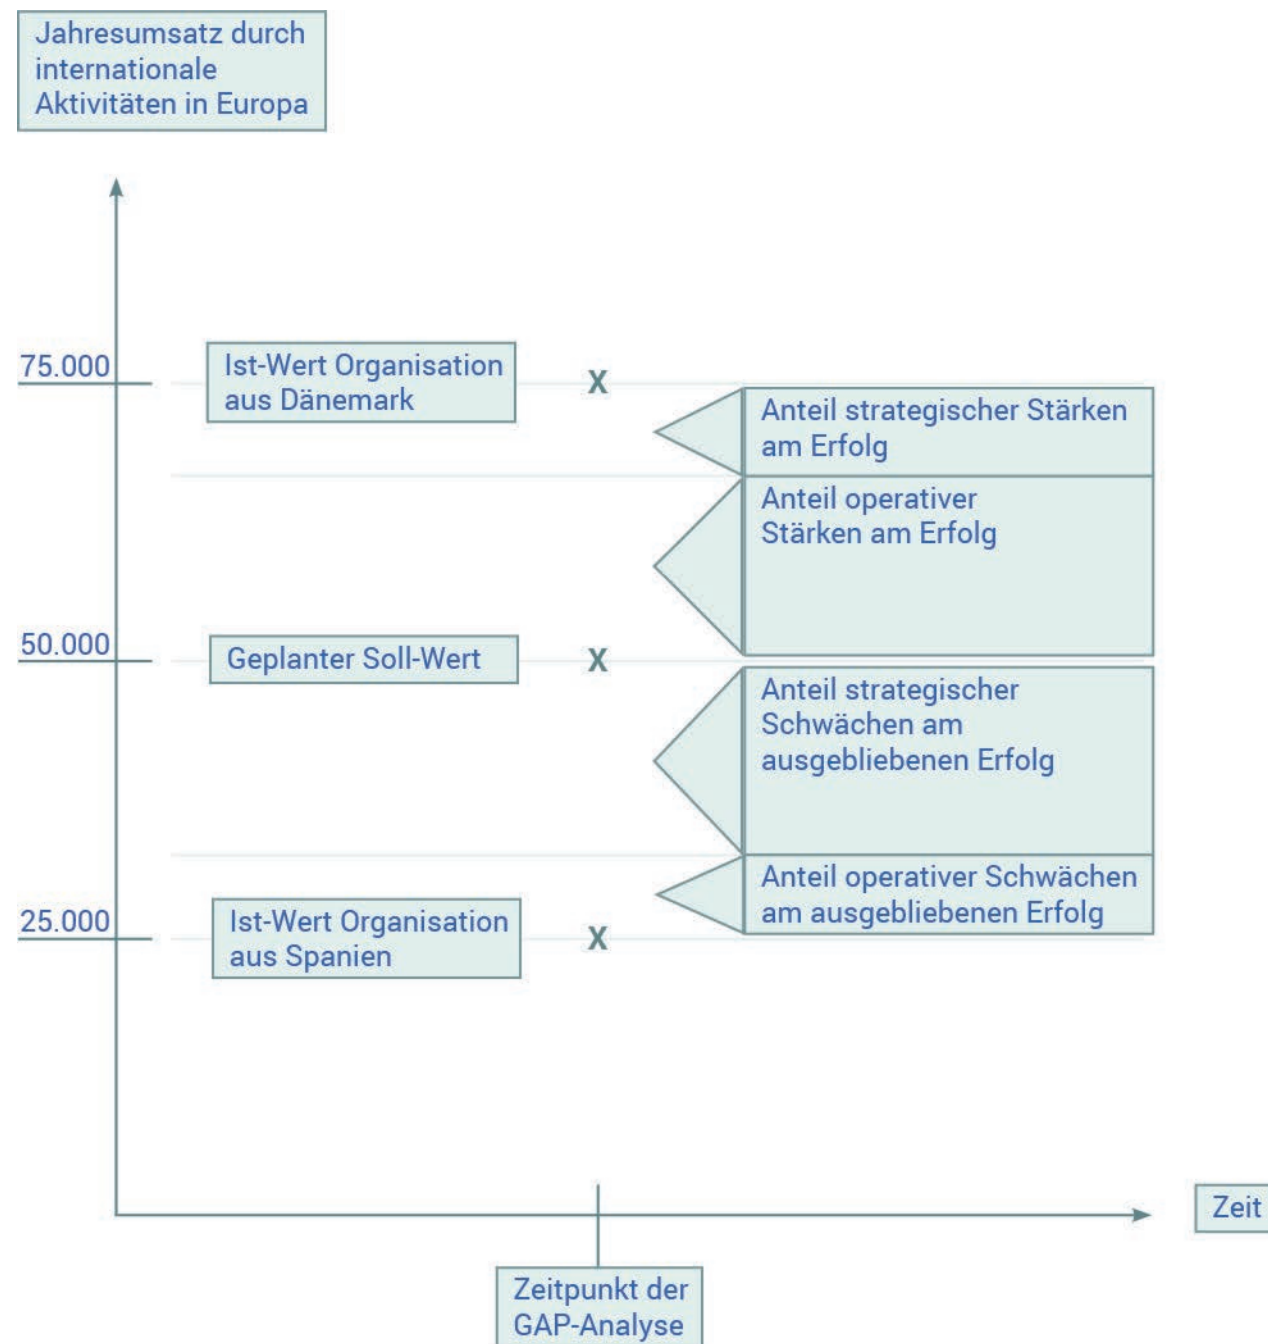 Jahresumsatz durch
internationale
Aktivitäten in Europa
75.000
Ist-Wert Organisation
aus Dänemark
X
Anteil strategischer Stärken
am Erfolg
Anteil operativer
Stärken am Erfolg
50.000
Geplanter Soll-Wert
X
Anteil strategischer
Schwächen am
ausgebliebenen Erfolg
Anteil operativer Schwächen
am ausgebliebenen Erfolg
25.000
Ist-Wert Organisation
aus Spanien
X
Zeit
Zeitpunkt der
GAP-Analyse